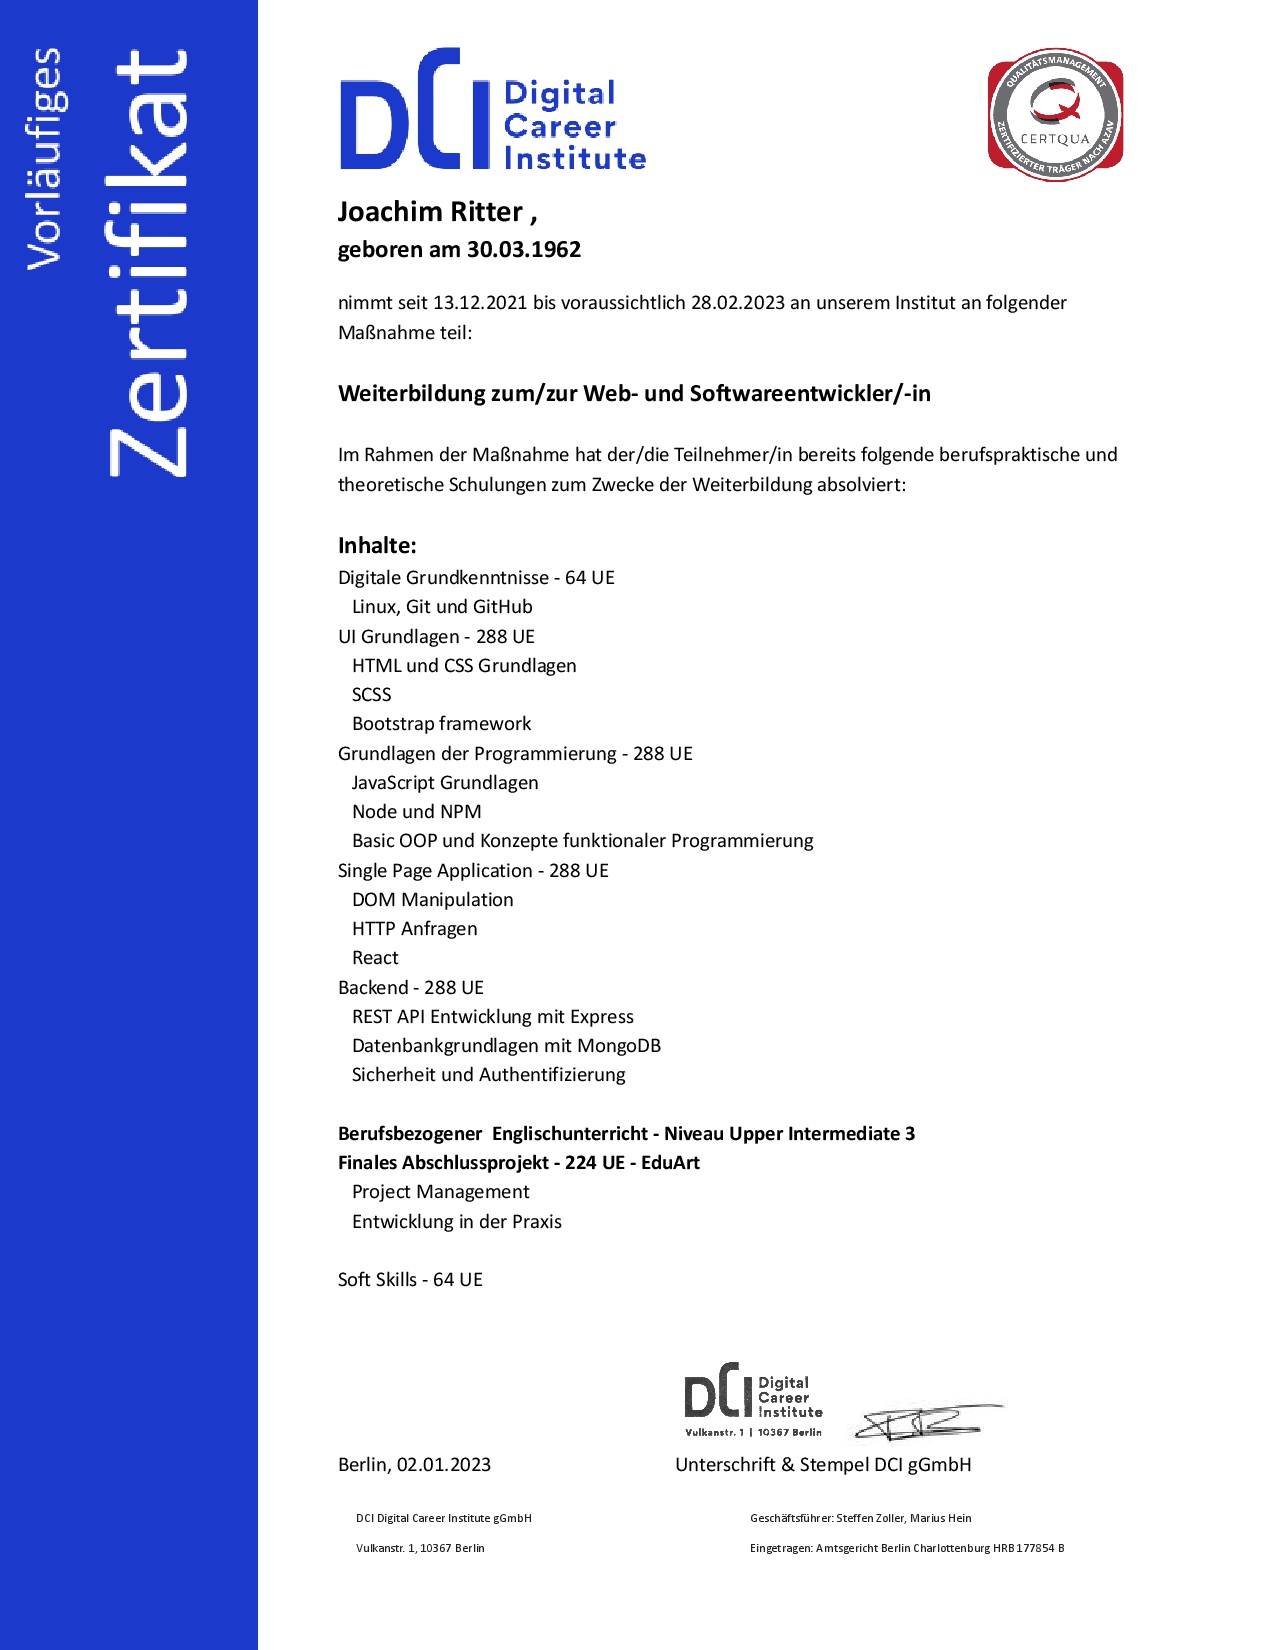 Vorläufiges
Zertifikat
DCI Digital
Career
Institute
QUALITÄTSMANAGEMENT
CERTQUA
ZERTIFIZIERTER TRÄGER NACH AZAV
Joachim Ritter ,
geboren am 30.03.1962
nimmt seit 13.12.2021 bis voraussichtlich 28.02.2023 an unserem Institut an folgender
Maßnahme teil:
Weiterbildung zum/zur Web- und Softwareentwickler/-in
Im Rahmen der Maßnahme hat der/die Teilnehmer/in bereits folgende berufspraktische und
theoretische Schulungen zum Zwecke der Weiterbildung absolviert:
Inhalte:
Digitale Grundkenntnisse - 64 UE
Linux, Git und GitHub
UI Grundlagen - 288 UE
HTML und CSS Grundlagen
SCSS
Bootstrap framework
Grundlagen der Programmierung - 288 UE
JavaScript Grundlagen
Node und NPM
Basic OOP und Konzepte funktionaler Programmierung
Single Page Application - 288 UE
DOM Manipulation
HTTP Anfragen
React
Backend - 288 UE
REST API Entwicklung mit Express
Datenbankgrundlagen mit MongoDB
Sicherheit und Authentifizierung
Berufsbezogener  Englischunterricht - Niveau Upper Intermediate 3
Finales Abschlussprojekt - 224 UE - EduArt
Project Management
Entwicklung in der Praxis
Soft Skills - 64 UE
DCI Digital
Career
Institute
Vulkanstr. 1 | 10367 Berlin
Berlin, 02.01.2023
Unterschrift & Stempel DCI gGmbH
DCI Digital Career Institute gGmbH
Geschäftsführer: Steffen Zoller, Marius Hein
Vulkanstr. 1, 10367 Berlin
Eingetragen: Amtsgericht Berlin Charlottenburg HRB 177854 B